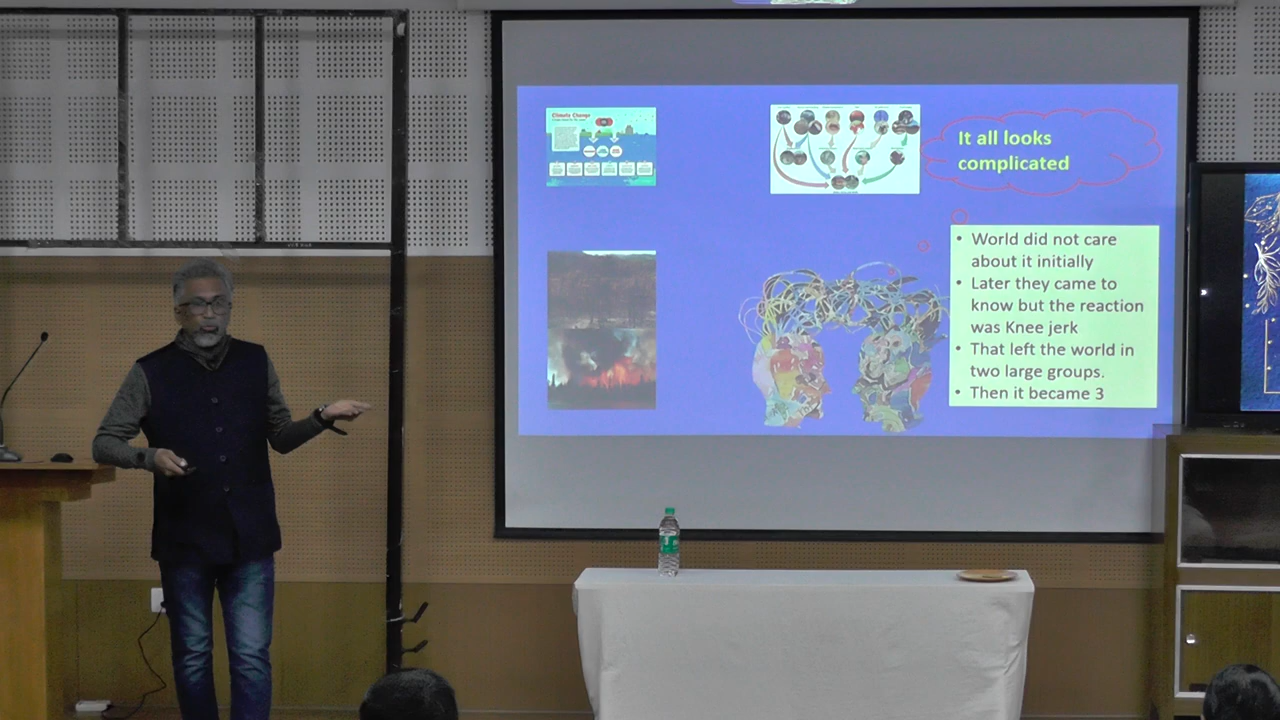 Climate Change
It all looks
complicated
• World did not care
about it initially
• Later they came to
know but the reaction
was Knee jerk
• That left the world in
two large groups.
• Then it became 3